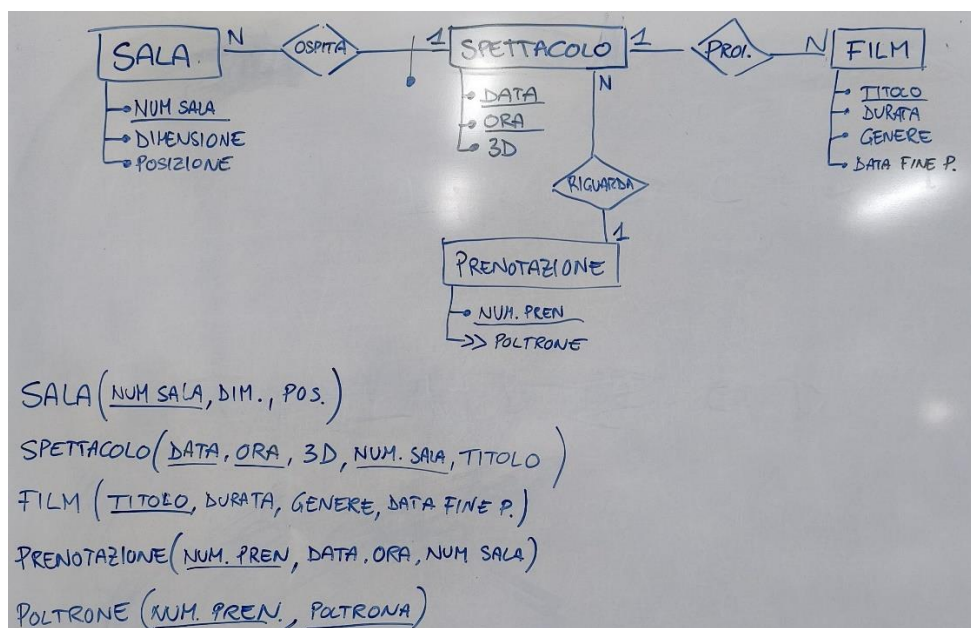 SALA. N OSPITÀ 1 SPETTACOLO 1 PROI. N FILM
NUM SALA
DIMENSIONE
POSIZIONE
DATA
ORA
3D
TITOLO
DURATA
GENERE
DATA FINE P.
N
RIGUARDA
1
PRENOTAZIONE
NUM. PREN
>> POLTRONE
SALA (NUM SALA, DIM., POS.)
SPETTACOLO (DATA, ORA, 3D, NUM. SALA, TITOLO)
FILM (TITOLO, DURATA, GENERE, DATA FINE P.)
PRENOTAZIONE (NUM. PREN, DATA, ORA, NUM SALA)
POLTRONE (NUM. PREN., POLTRONA)